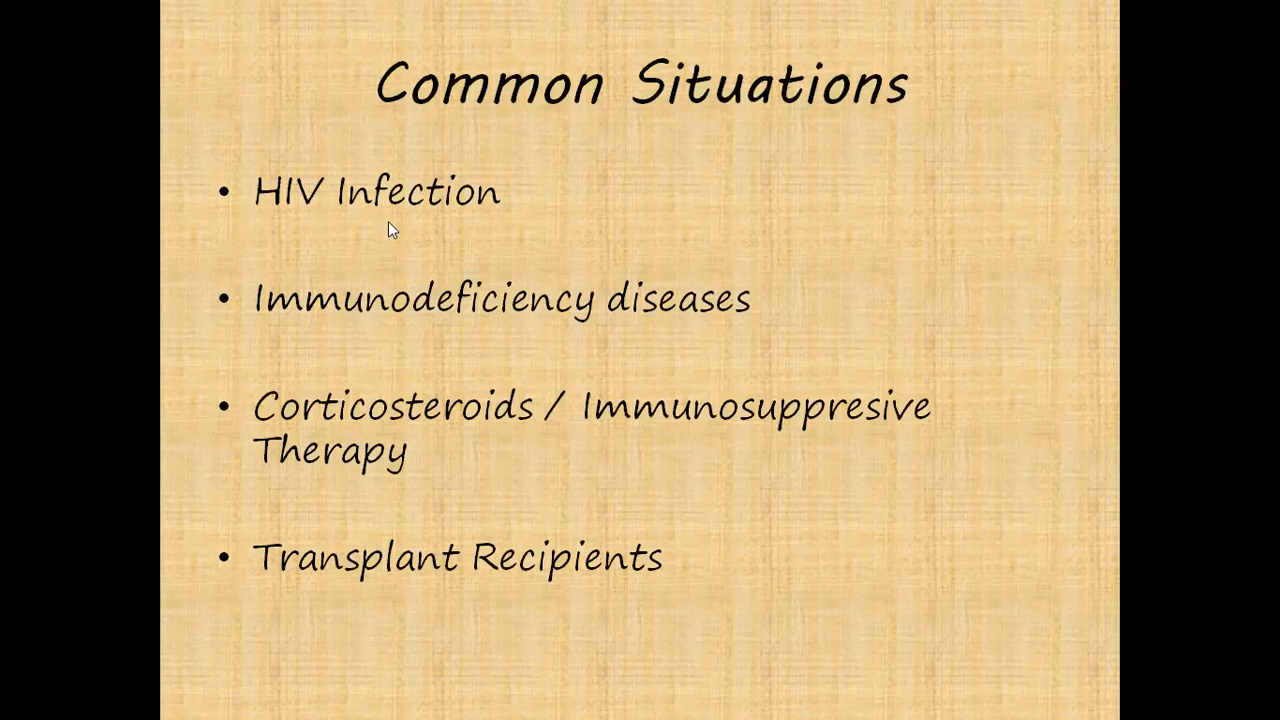 Common Situations
• HIV Infection
• Immunodeficiency diseases
• Corticosteroids / Immunosuppresive
Therapy
• Transplant Recipients